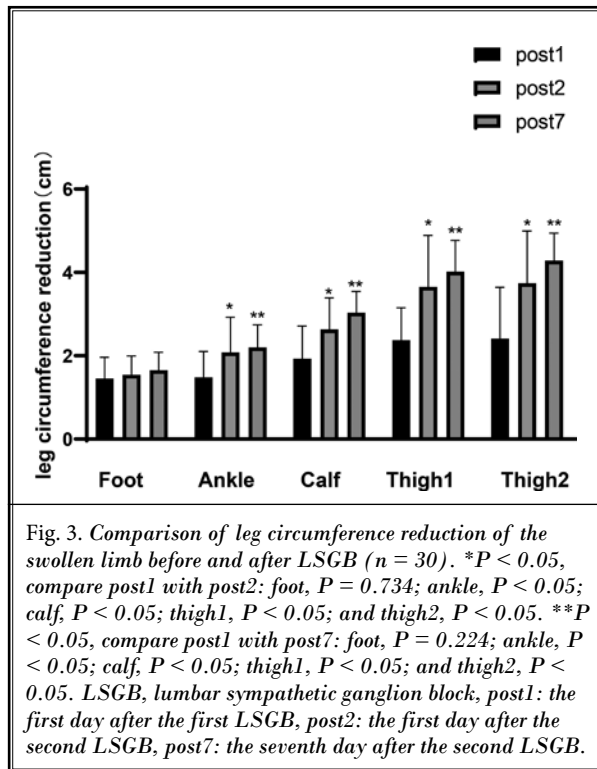 post1
post2
post7
leg circumference reduction(cm)
6
4
2
0
* ** * ** * ** * **
Foot Ankle Calf Thigh1 Thigh2
Fig. 3. Comparison of leg circumference reduction of the
swollen limb before and after LSGB (n = 30). *P < 0.05,
compare post1 with post2: foot, P = 0.734; ankle, P < 0.05;
calf, P < 0.05; thigh1, P < 0.05; and thigh2, P < 0.05. **P
< 0.05, compare post1 with post7: foot, P = 0.224; ankle, P
< 0.05; calf, P < 0.05; thigh1, P < 0.05; and thigh2, P <
0.05. LSGB, lumbar sympathetic ganglion block, post1: the
first day after the first LSGB, post2: the first day after the
second LSGB, post7: the seventh day after the second LSGB.